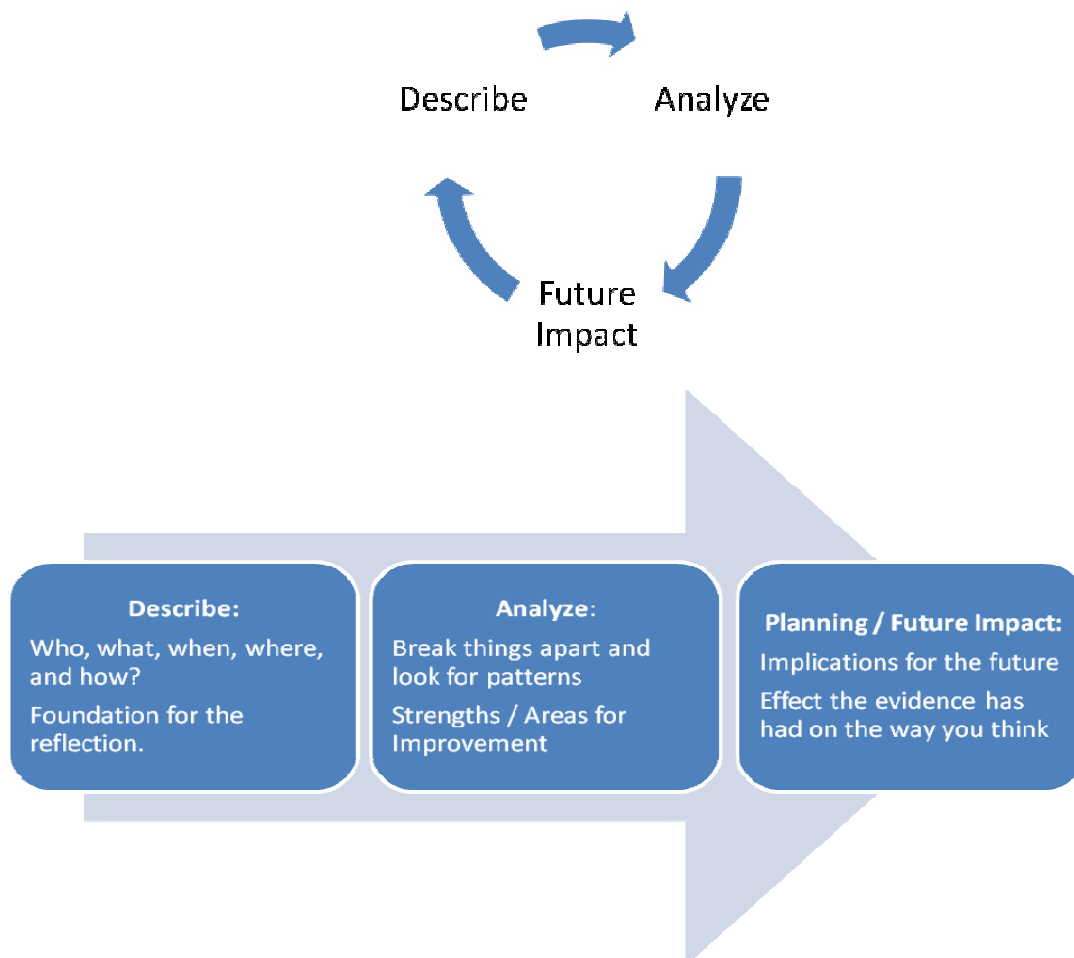 Describe
Analyze
Future
Impact
Describe:
Who, what, when, where,
and how?
Foundation for the
reflection.
Analyze:
Break things apart and
look for patterns
Strengths / Areas for
Improvement
Planning / Future Impact:
Implications for the future
Effect the evidence has
had on the way you think